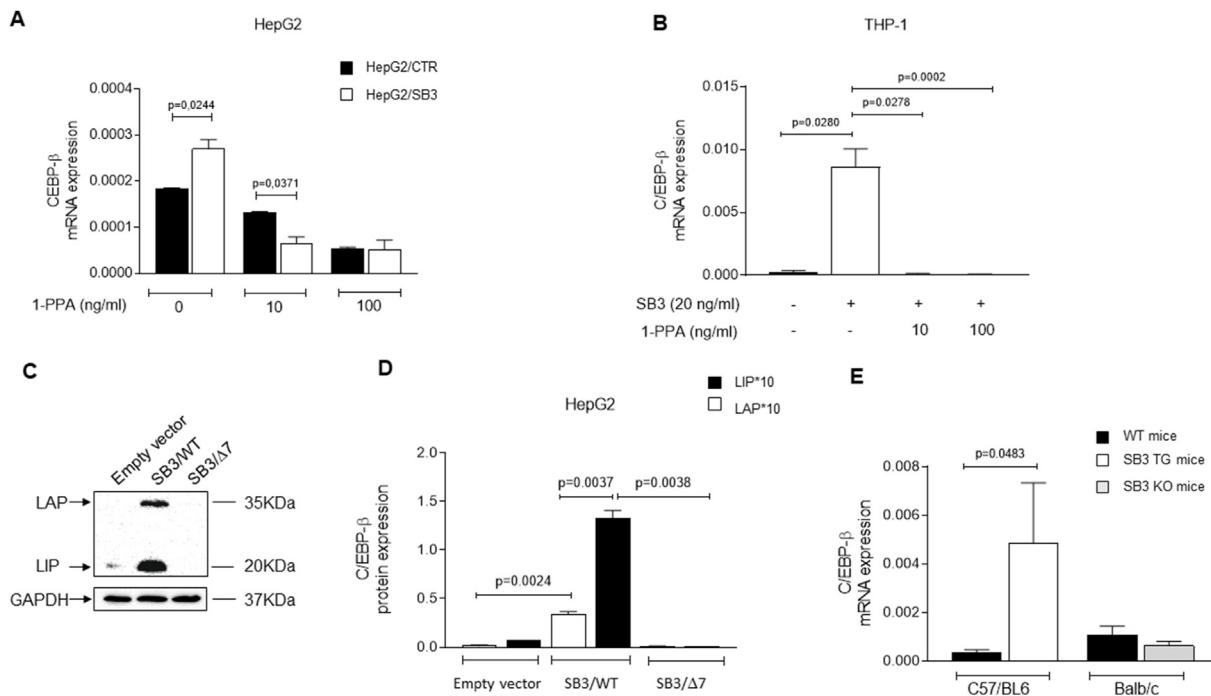 A
HepG2
HepG2/CTR
HepG2/SB3
CEBP-β
mRNA expression
0.0004
0.0003
0.0002
0.0001
0.0000
p=0,0244
p=0,0371
1-PPA (ng/ml)
0 10 100
B
THP-1
C/EBP-β
mRNA expression
0.015
0.010
0.005
0.000
p=0.0002
p=0.0278
p=0.0280
SB3 (20 ng/ml) - + + +
1-PPA (ng/ml) - - 10 100
C
Empty vector
SB3/WT
SB3/Δ7
LAP 35KDa
LIP 20KDa
GAPDH 37KDa
D
HepG2
LIP*10
LAP*10
C/EBP-β
protein expression
2.0
1.5
1.0
0.5
0.0
p=0.0037
p=0.0038
p=0.0024
Empty vector SB3/WT SB3/Δ7
E
WT mice
SB3 TG mice
SB3 KO mice
C/EBP-β
mRNA expression
0.008
0.006
0.004
0.002
0.000
p=0.0483
C57/BL6 Balb/c